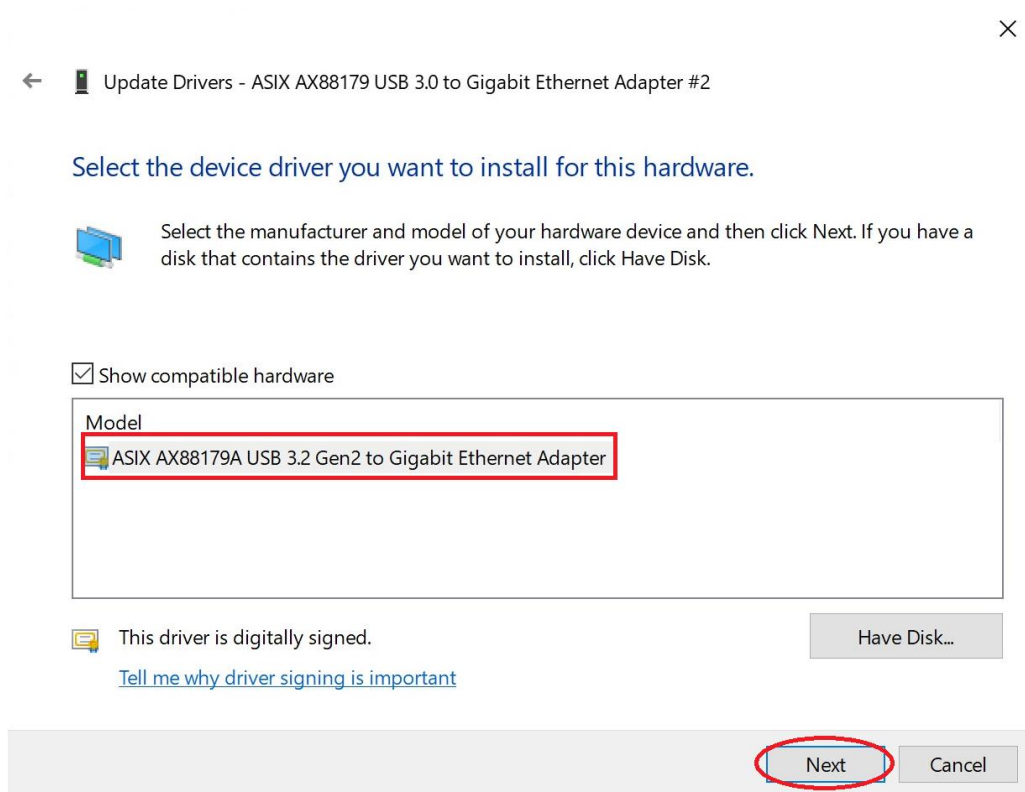 Update Drivers - ASIX AX88179 USB 3.0 to Gigabit Ethernet Adapter #2
Select the device driver you want to install for this hardware.
Select the manufacturer and model of your hardware device and then click Next. If you have a
disk that contains the driver you want to install, click Have Disk.
Show compatible hardware
Model
ASIX AX88179A USB 3.2 Gen2 to Gigabit Ethernet Adapter
This driver is digitally signed.
Have Disk...
Tell me why driver signing is important
Next
Cancel